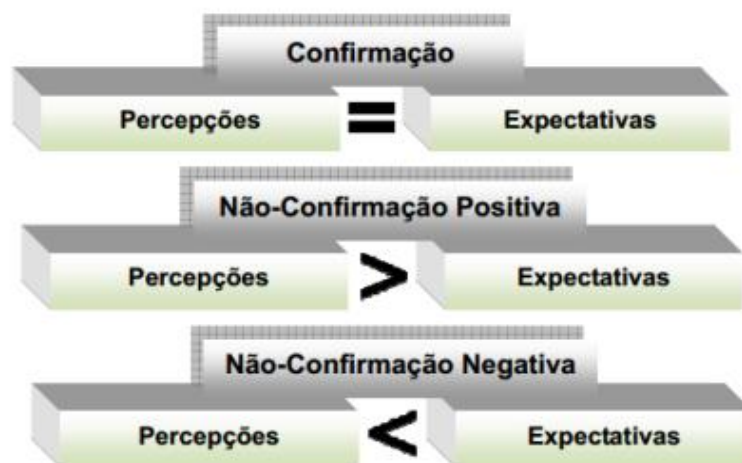 Confirmação
Percepções = Expectativas
Não-Confirmação Positiva
Percepções > Expectativas
Não-Confirmação Negativa
Percepções < Expectativas